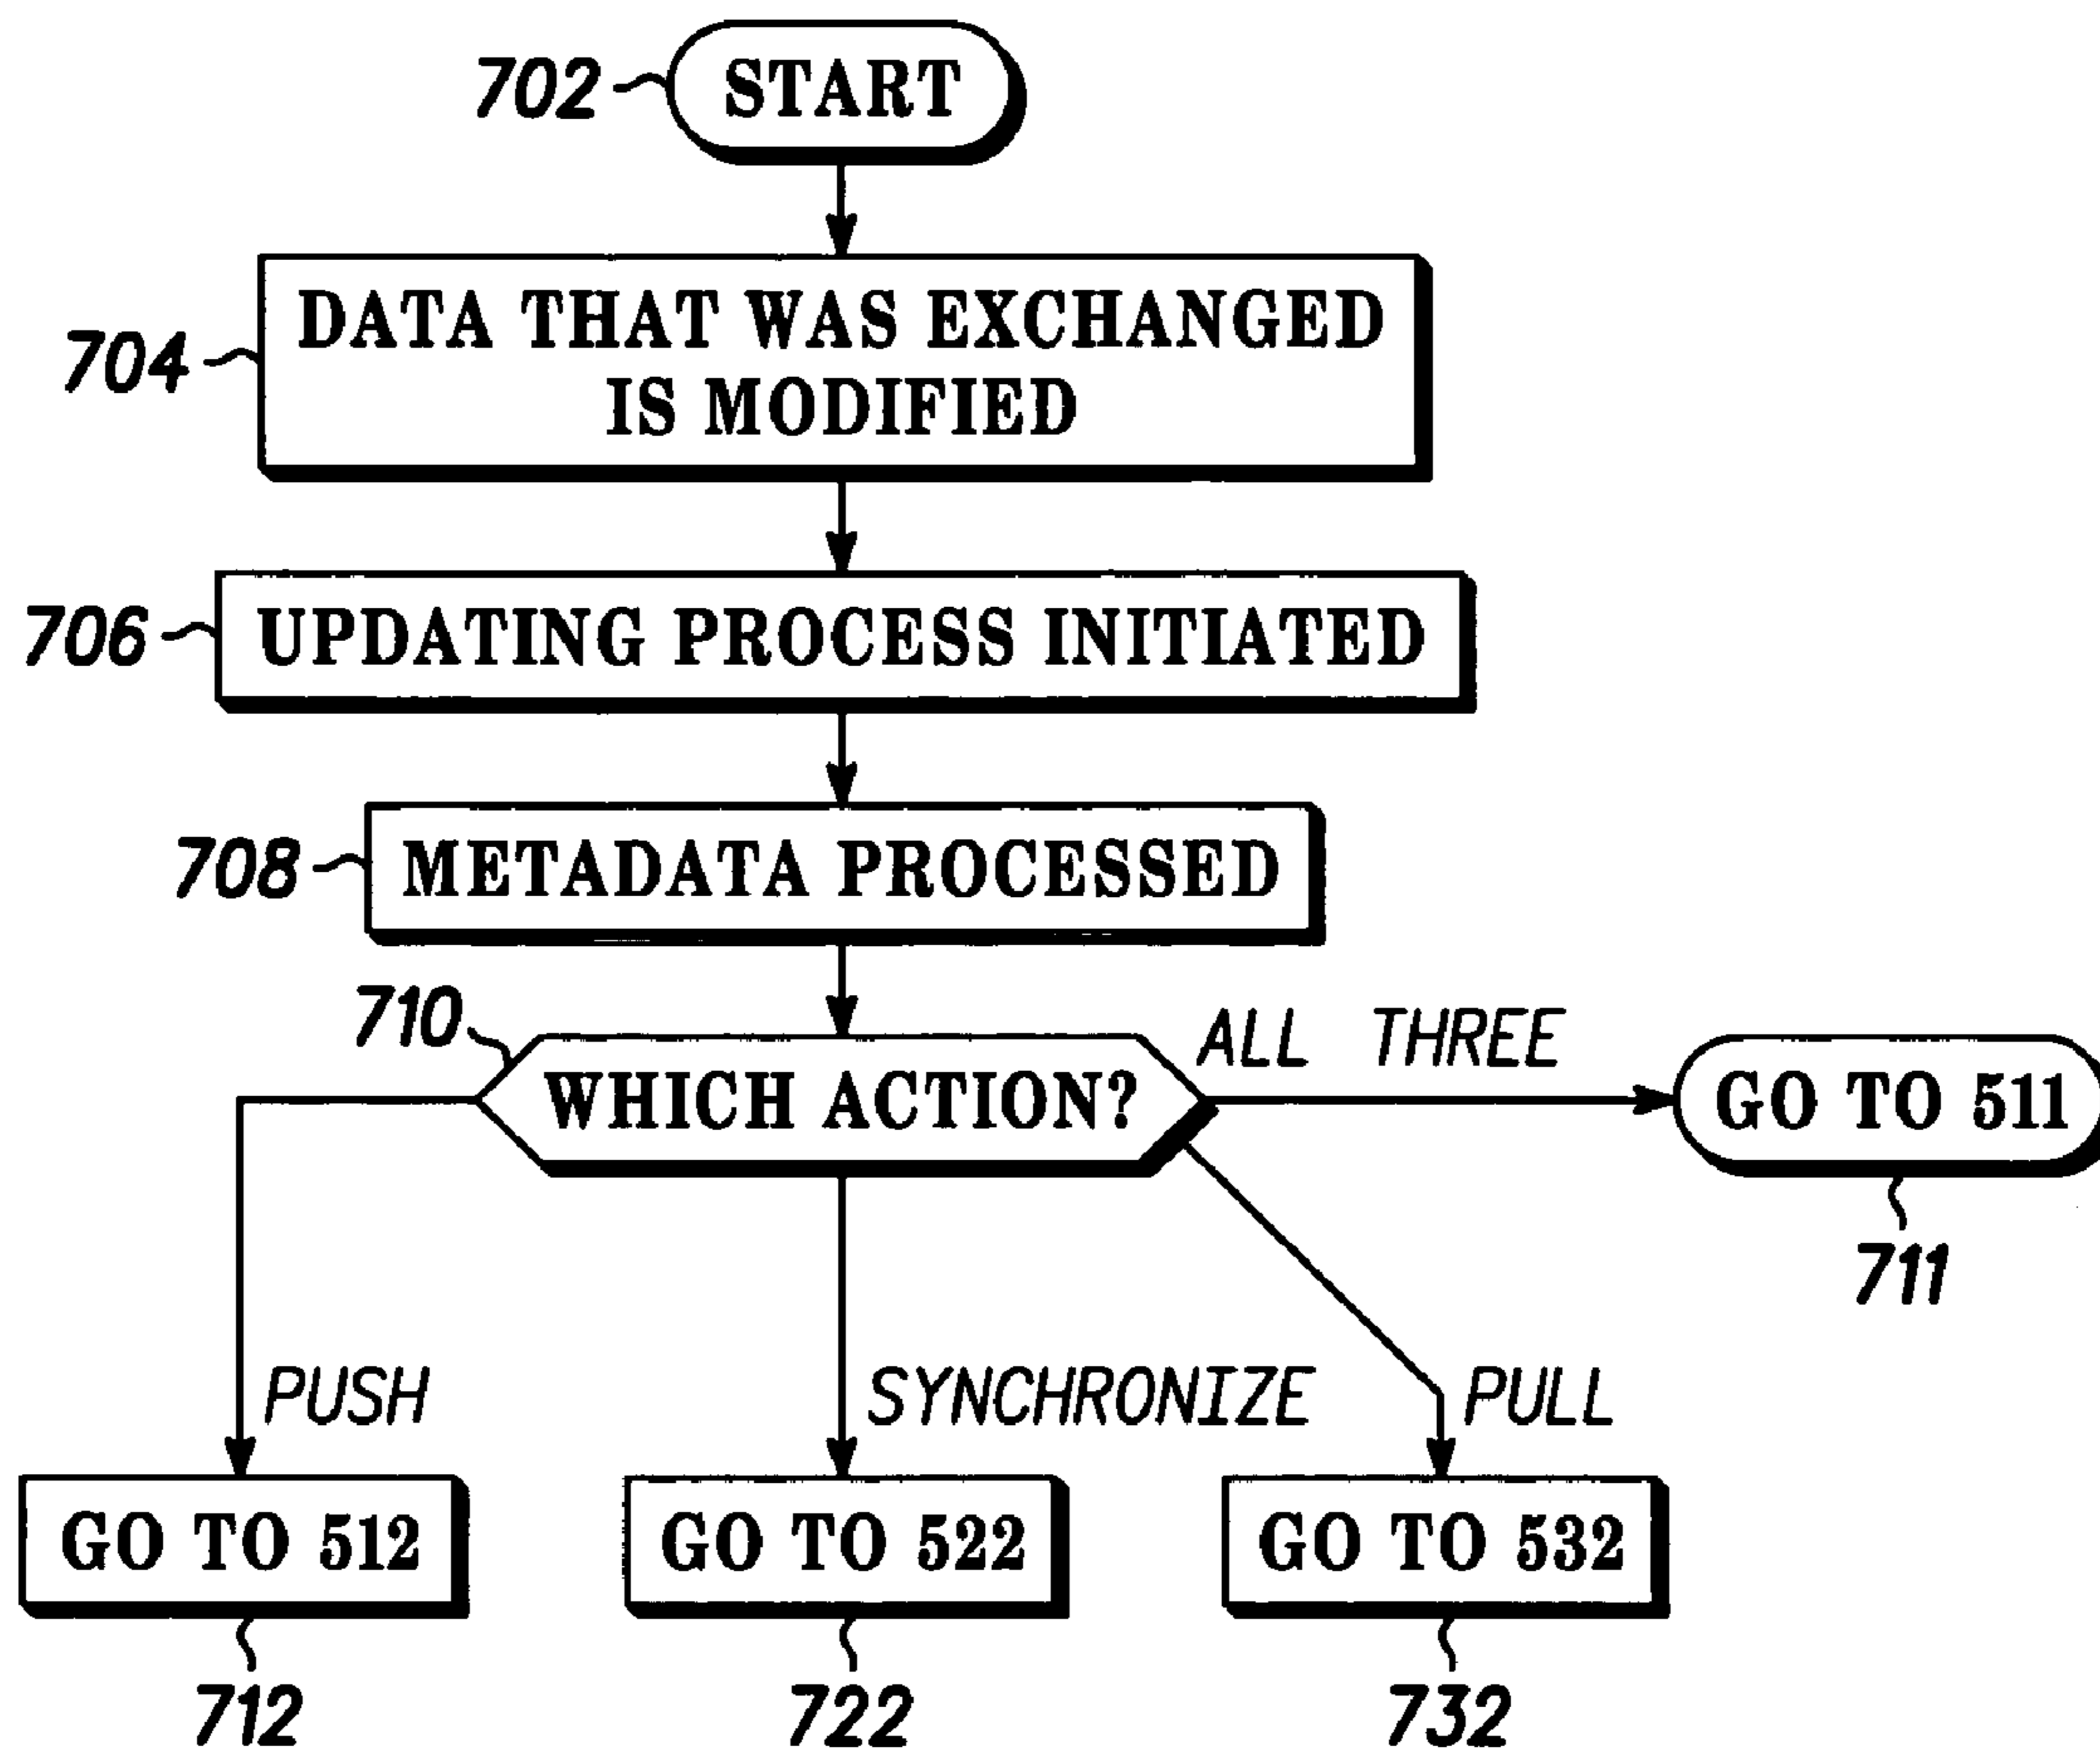 702
START
704
DATA THAT WAS EXCHANGED
IS MODIFIED
706
UPDATING PROCESS INITIATED
708
METADATA PROCESSED
710
WHICH ACTION?
ALL THREE
GO TO 511
711
PUSH
SYNCHRONIZE
PULL
GO TO 512
GO TO 522
GO TO 532
712
722
732